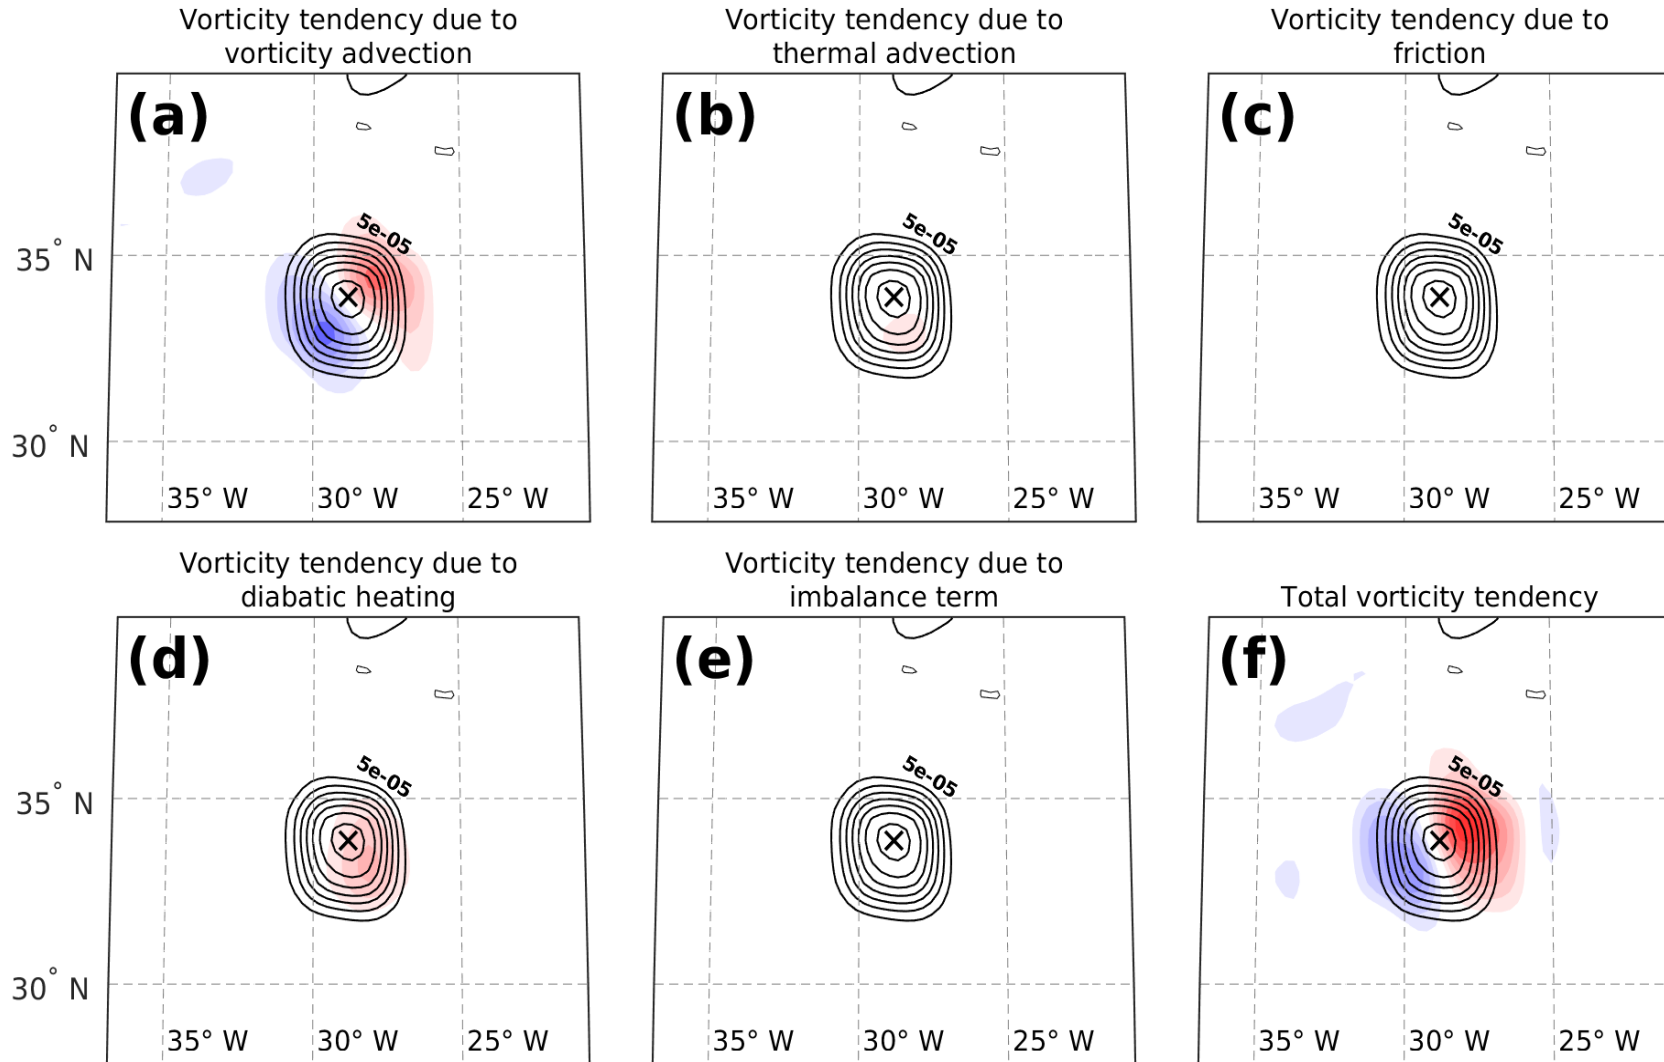 Vorticity tendency due to
vorticity advection
Vorticity tendency due to
thermal advection
Vorticity tendency due to
friction
(a)
(b)
(c)
5e-05
5e-05
5e-05
35° N
30° N
35° W 30° W 25° W
35° W 30° W 25° W
35° W 30° W 25° W
Vorticity tendency due to
diabatic heating
Vorticity tendency due to
imbalance term
Total vorticity tendency
(d)
(e)
(f)
5e-05
5e-05
5e-05
35° N
30° N
35° W 30° W 25° W
35° W 30° W 25° W
35° W 30° W 25° W